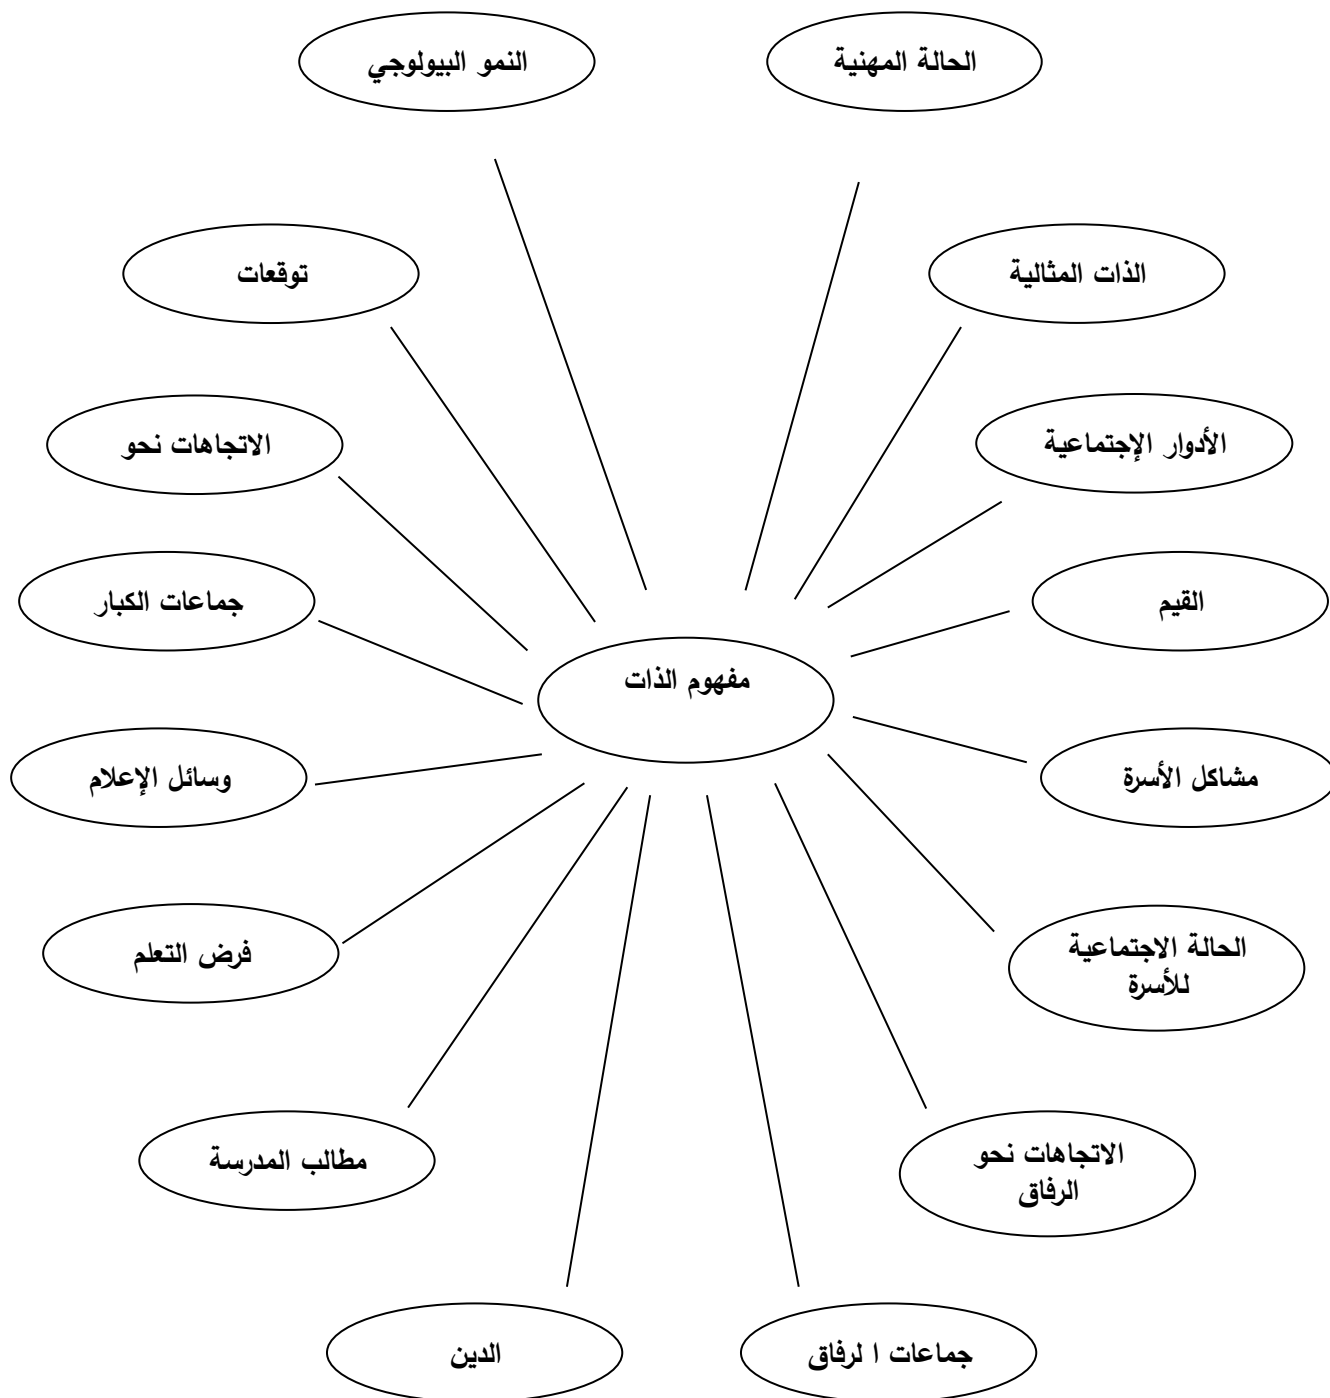 الحالة المهنية
النمو البيولوجي
الذات المثالية
توقعات
الأدوار الإجتماعية
الاتجاهات نحو
القيم
جماعات الكبار
مفهوم الذات
مشاكل الأسرة
وسائل الإعلام
الحالة الاجتماعية
للأسرة
فرض التعلم
الاتجاهات نحو
الرفاق
مطالب المدرسة
جماعات ا لرفاق
الدين